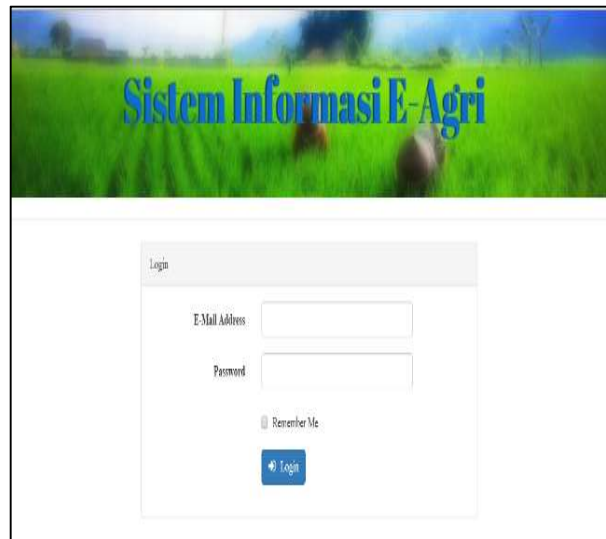 Sistem Informasi E-Agri
Login
E-Mail Address
Password
Remember Me
Login